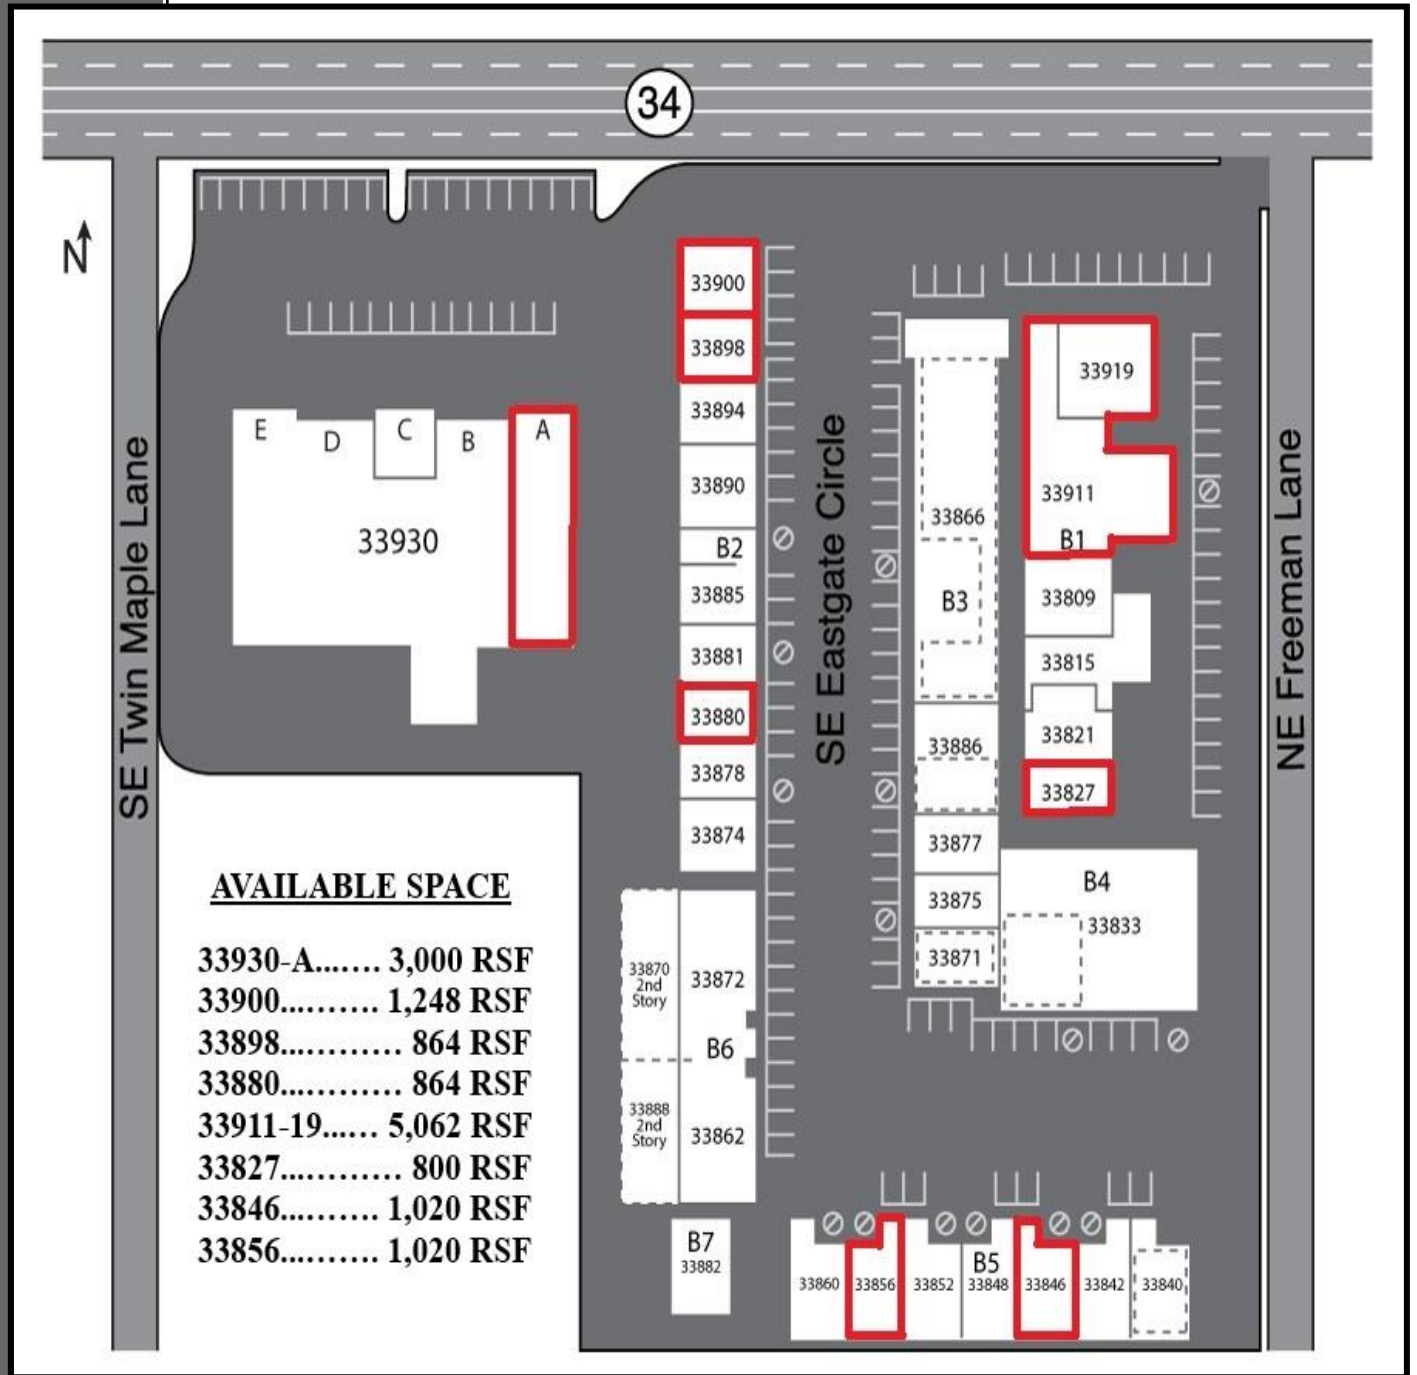 34
N
SE Twin Maple Lane
SE Eastgate Circle
NE Freeman Lane
E
D
C
B
A
33930
33900
33898
33894
33890
B2
33885
33881
33880
33878
33874
33870
2nd
Story
33872
B6
33888
2nd
Story
33862
B7
33882
33866
B3
33886
33877
33875
33871
33919
33911
B1
33809
33815
33821
33827
B4
33833
B5
33860
33856
33852
33848
33846
33842
33840
AVAILABLE SPACE
33930-A....... 3,000 RSF
33900.......... 1,248 RSF
33898............ 864 RSF
33880............ 864 RSF
33911-19...... 5,062 RSF
33827............ 800 RSF
33846.......... 1,020 RSF
33856.......... 1,020 RSF